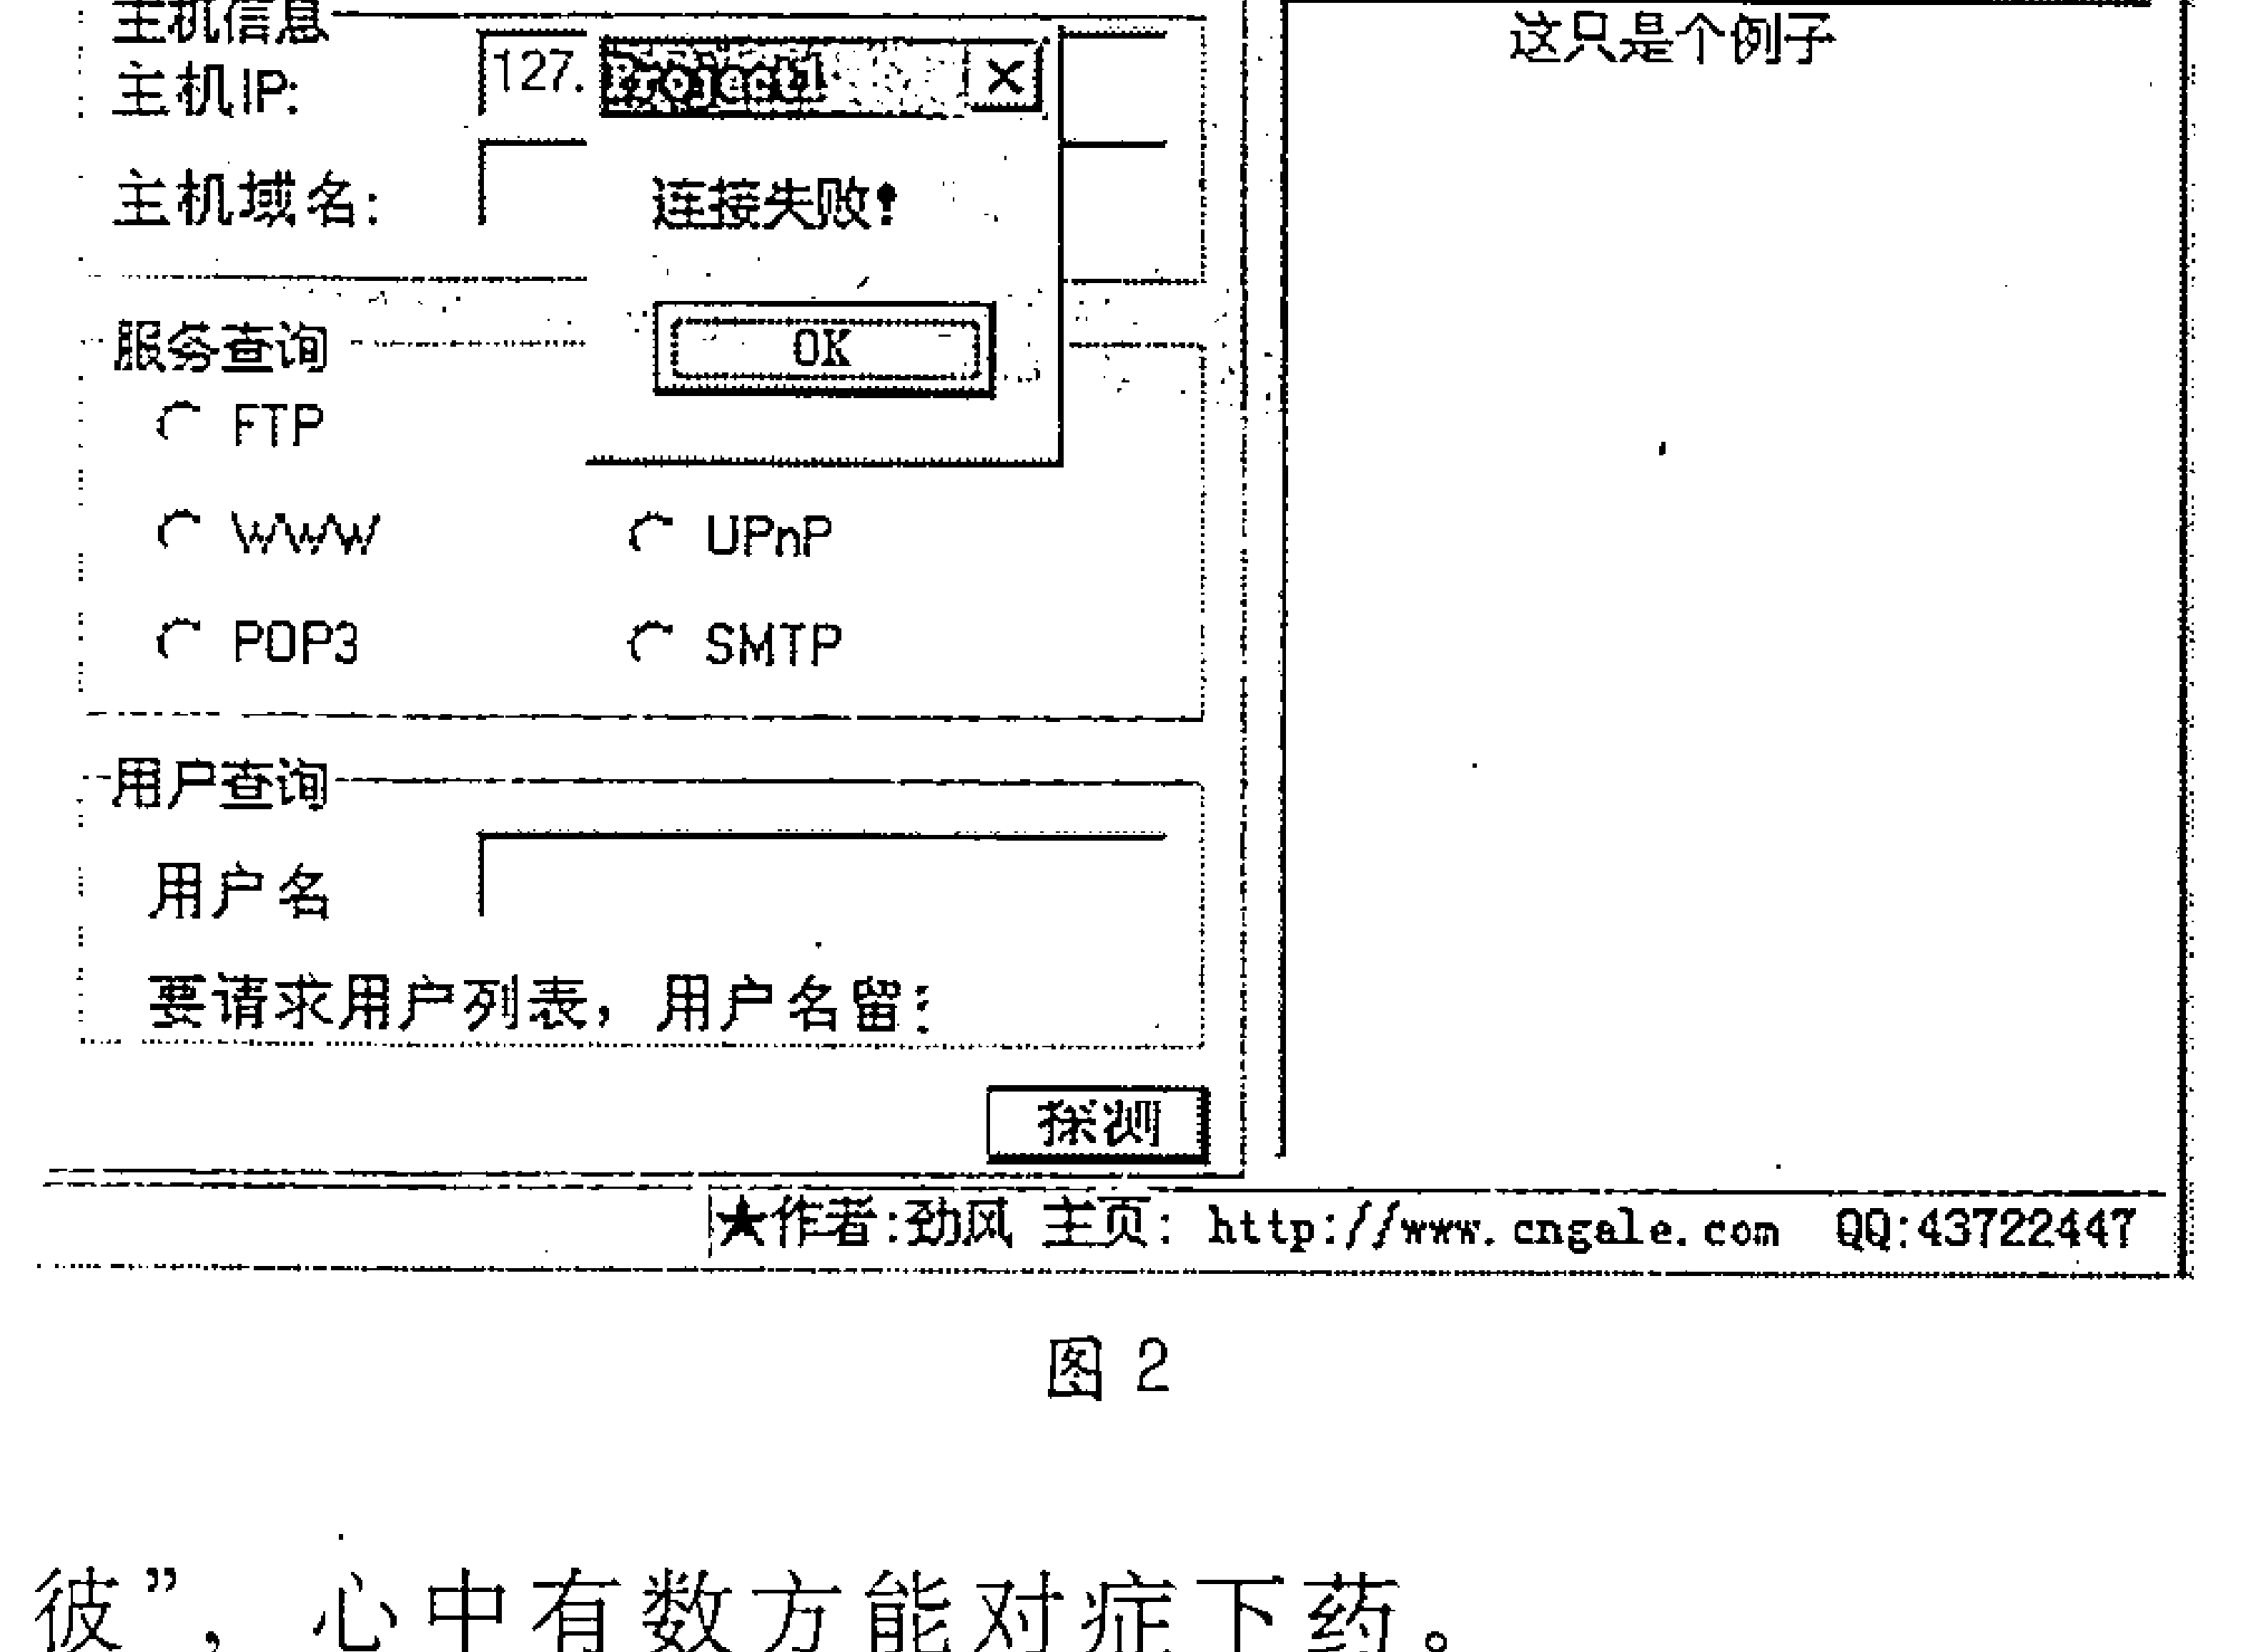 主机信息
主机IP: 127.
Project1
主机域名:
连接失败!
OK
服务查询
FTP
WWW
UPnP
POP3
SMTP
用户查询
用户名
要请求用户列表，用户名留:
探测
这只是个例子
★作者:劲风 主页: http://www.cngale.com QQ:43722447
图 2
彼”，心中有数方能对症下药。